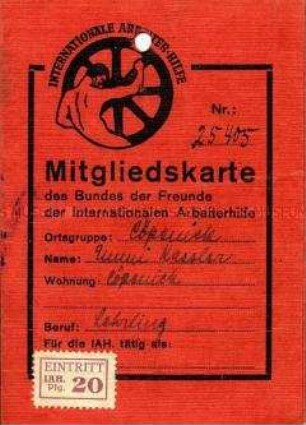 INTERNATIONALE ARBEITER-HILFE
Nr.:
25405
Mitgliedskarte
des Bundes der Freunde
der Internationalen Arbeiterhilfe
Ortsgruppe: Cöpenick
Name: Kessler
Wohnung: Cöpenick
Beruf: Lehrling
Für die IAH. tätig als:
EINTRITT
IAH.
Pfg. 20